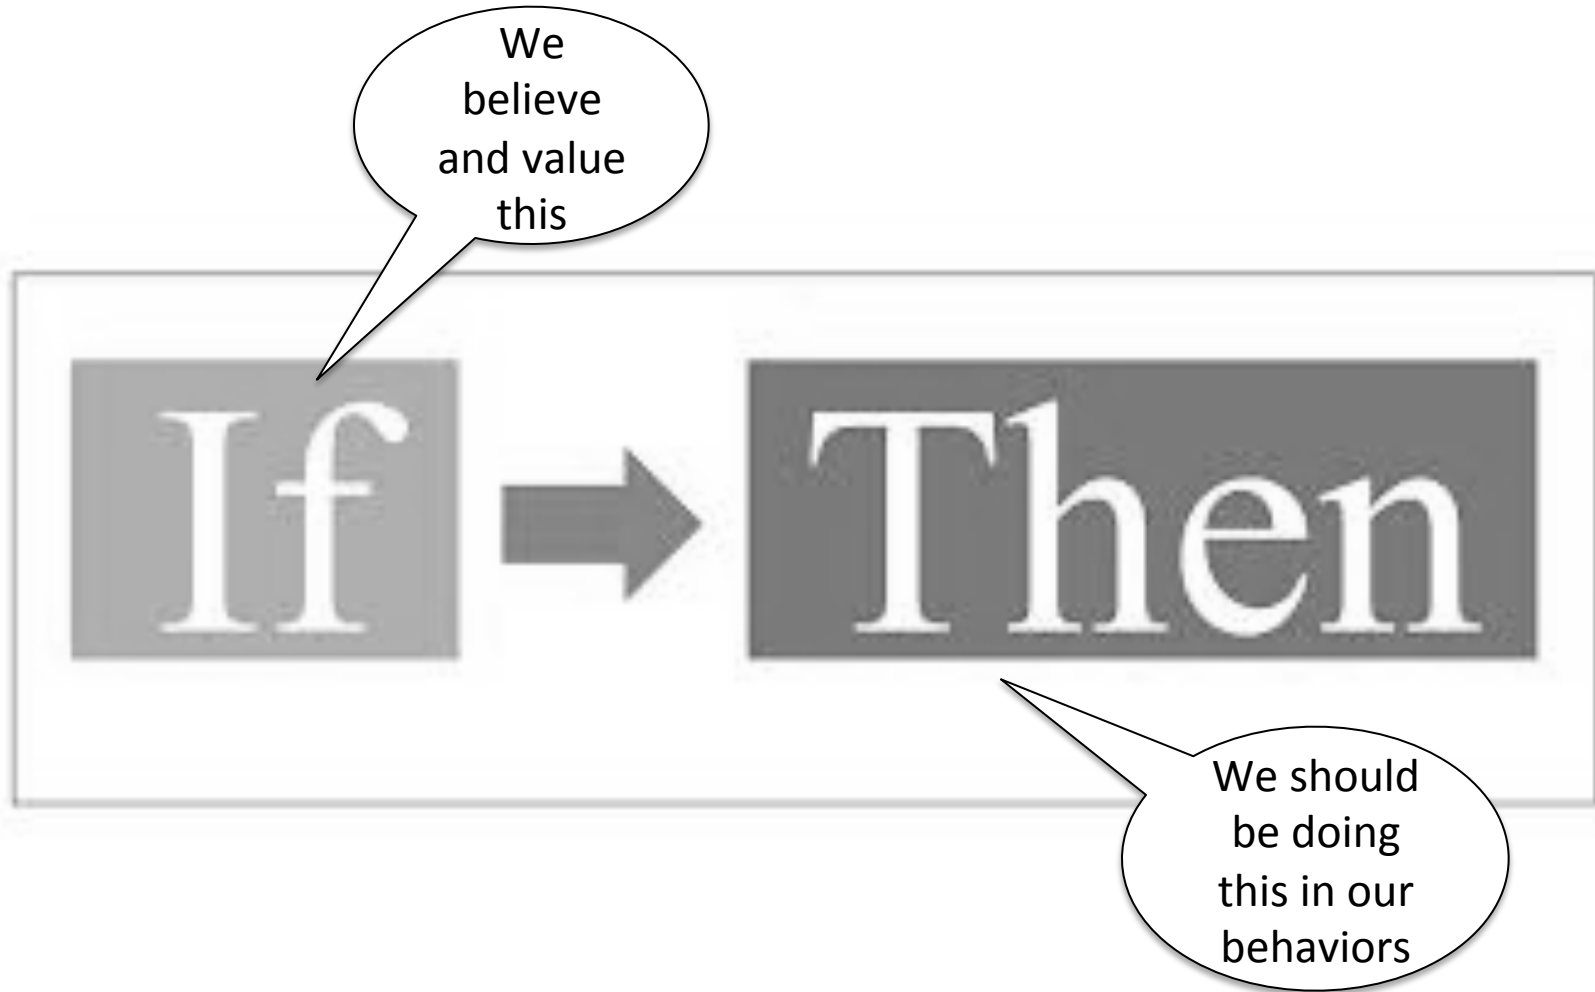 We
believe
and value
this
If
Then
We should
be doing
this in our
behaviors